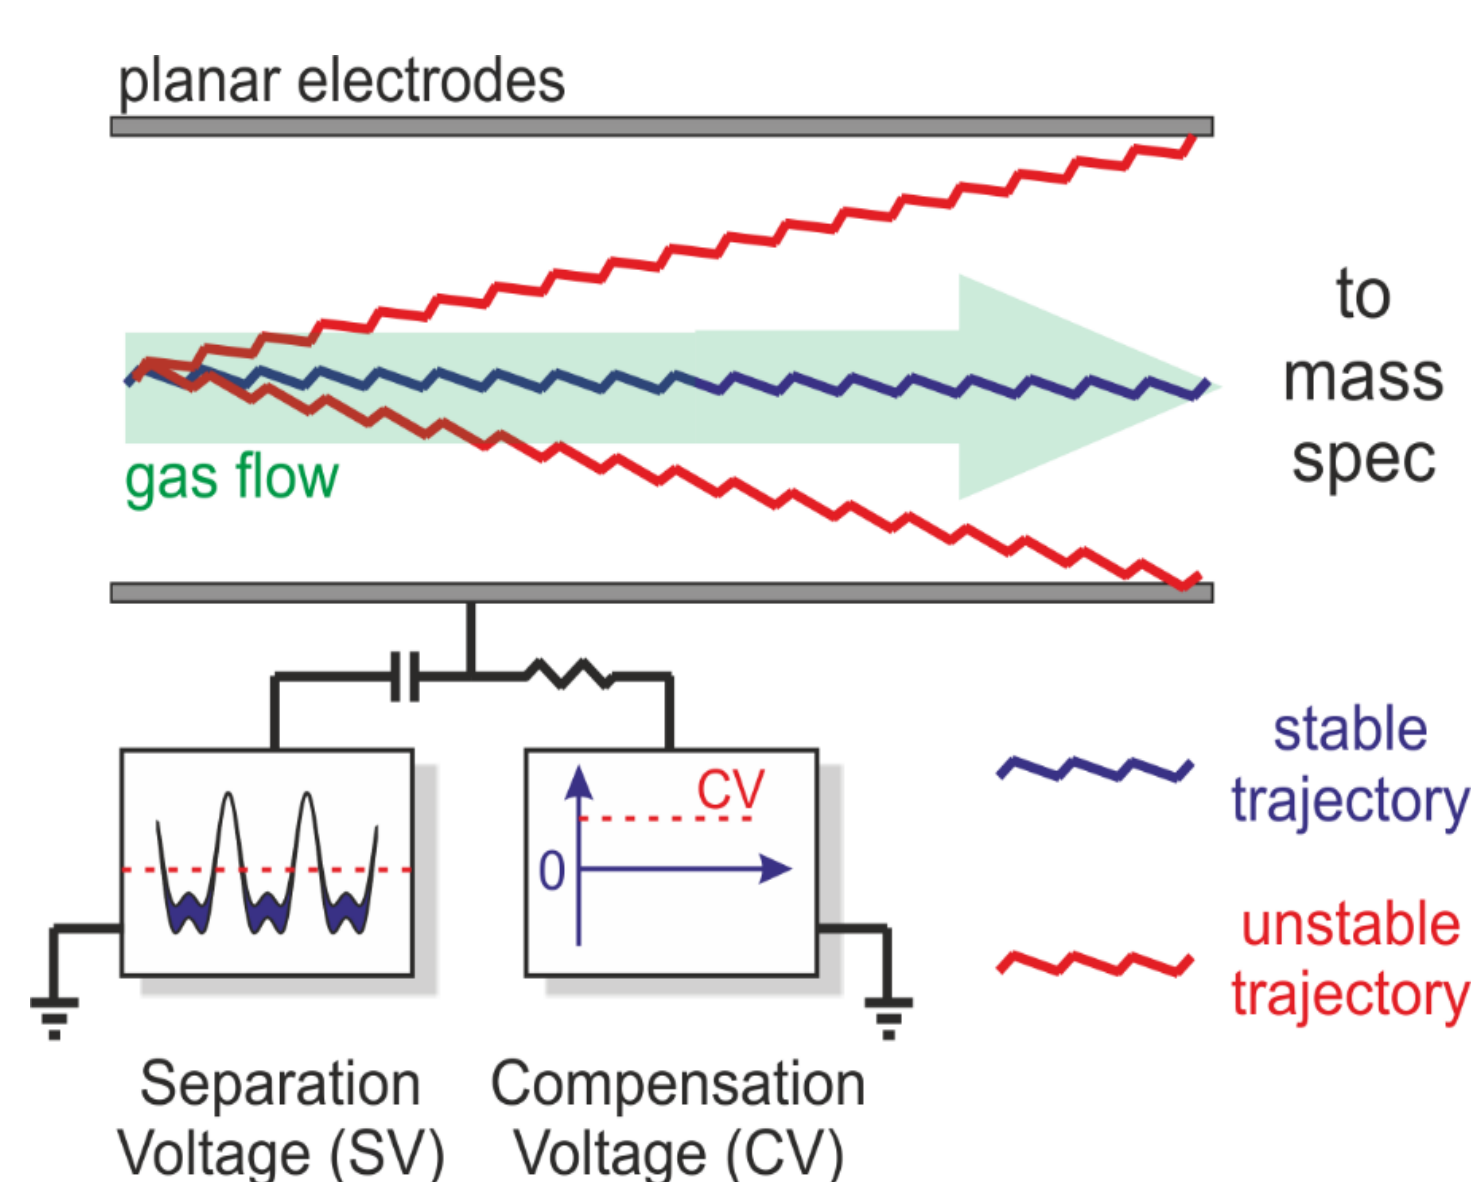 planar electrodes
to
mass
spec
gas flow
stable
trajectory
CV
0
unstable
trajectory
Separation
Voltage (SV)
Compensation
Voltage (CV)